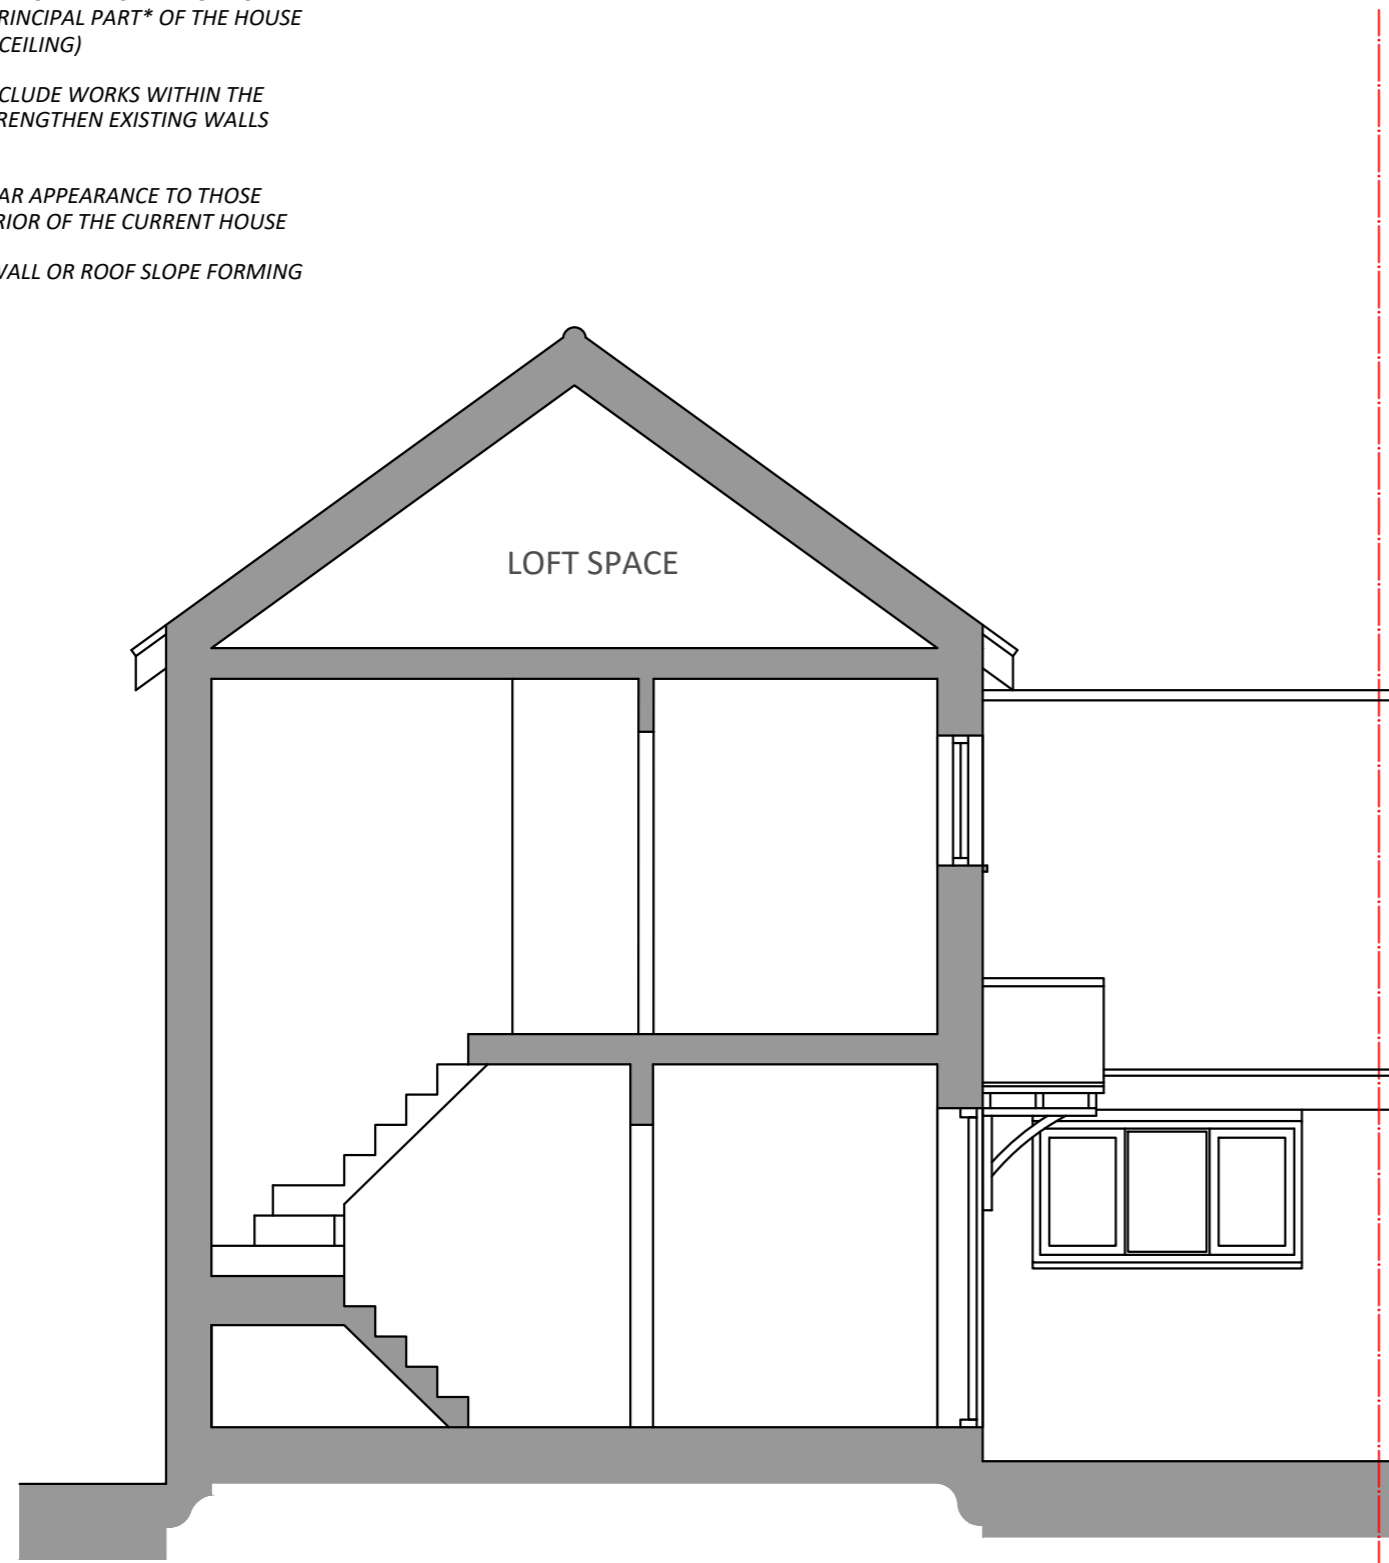 RINCIPAL PART* OF THE HOUSE
CEILING)
CLUDE WORKS WITHIN THE
RENGTHEN EXISTING WALLS
AR APPEARANCE TO THOSE
RIOR OF THE CURRENT HOUSE
WALL OR ROOF SLOPE FORMING
LOFT SPACE